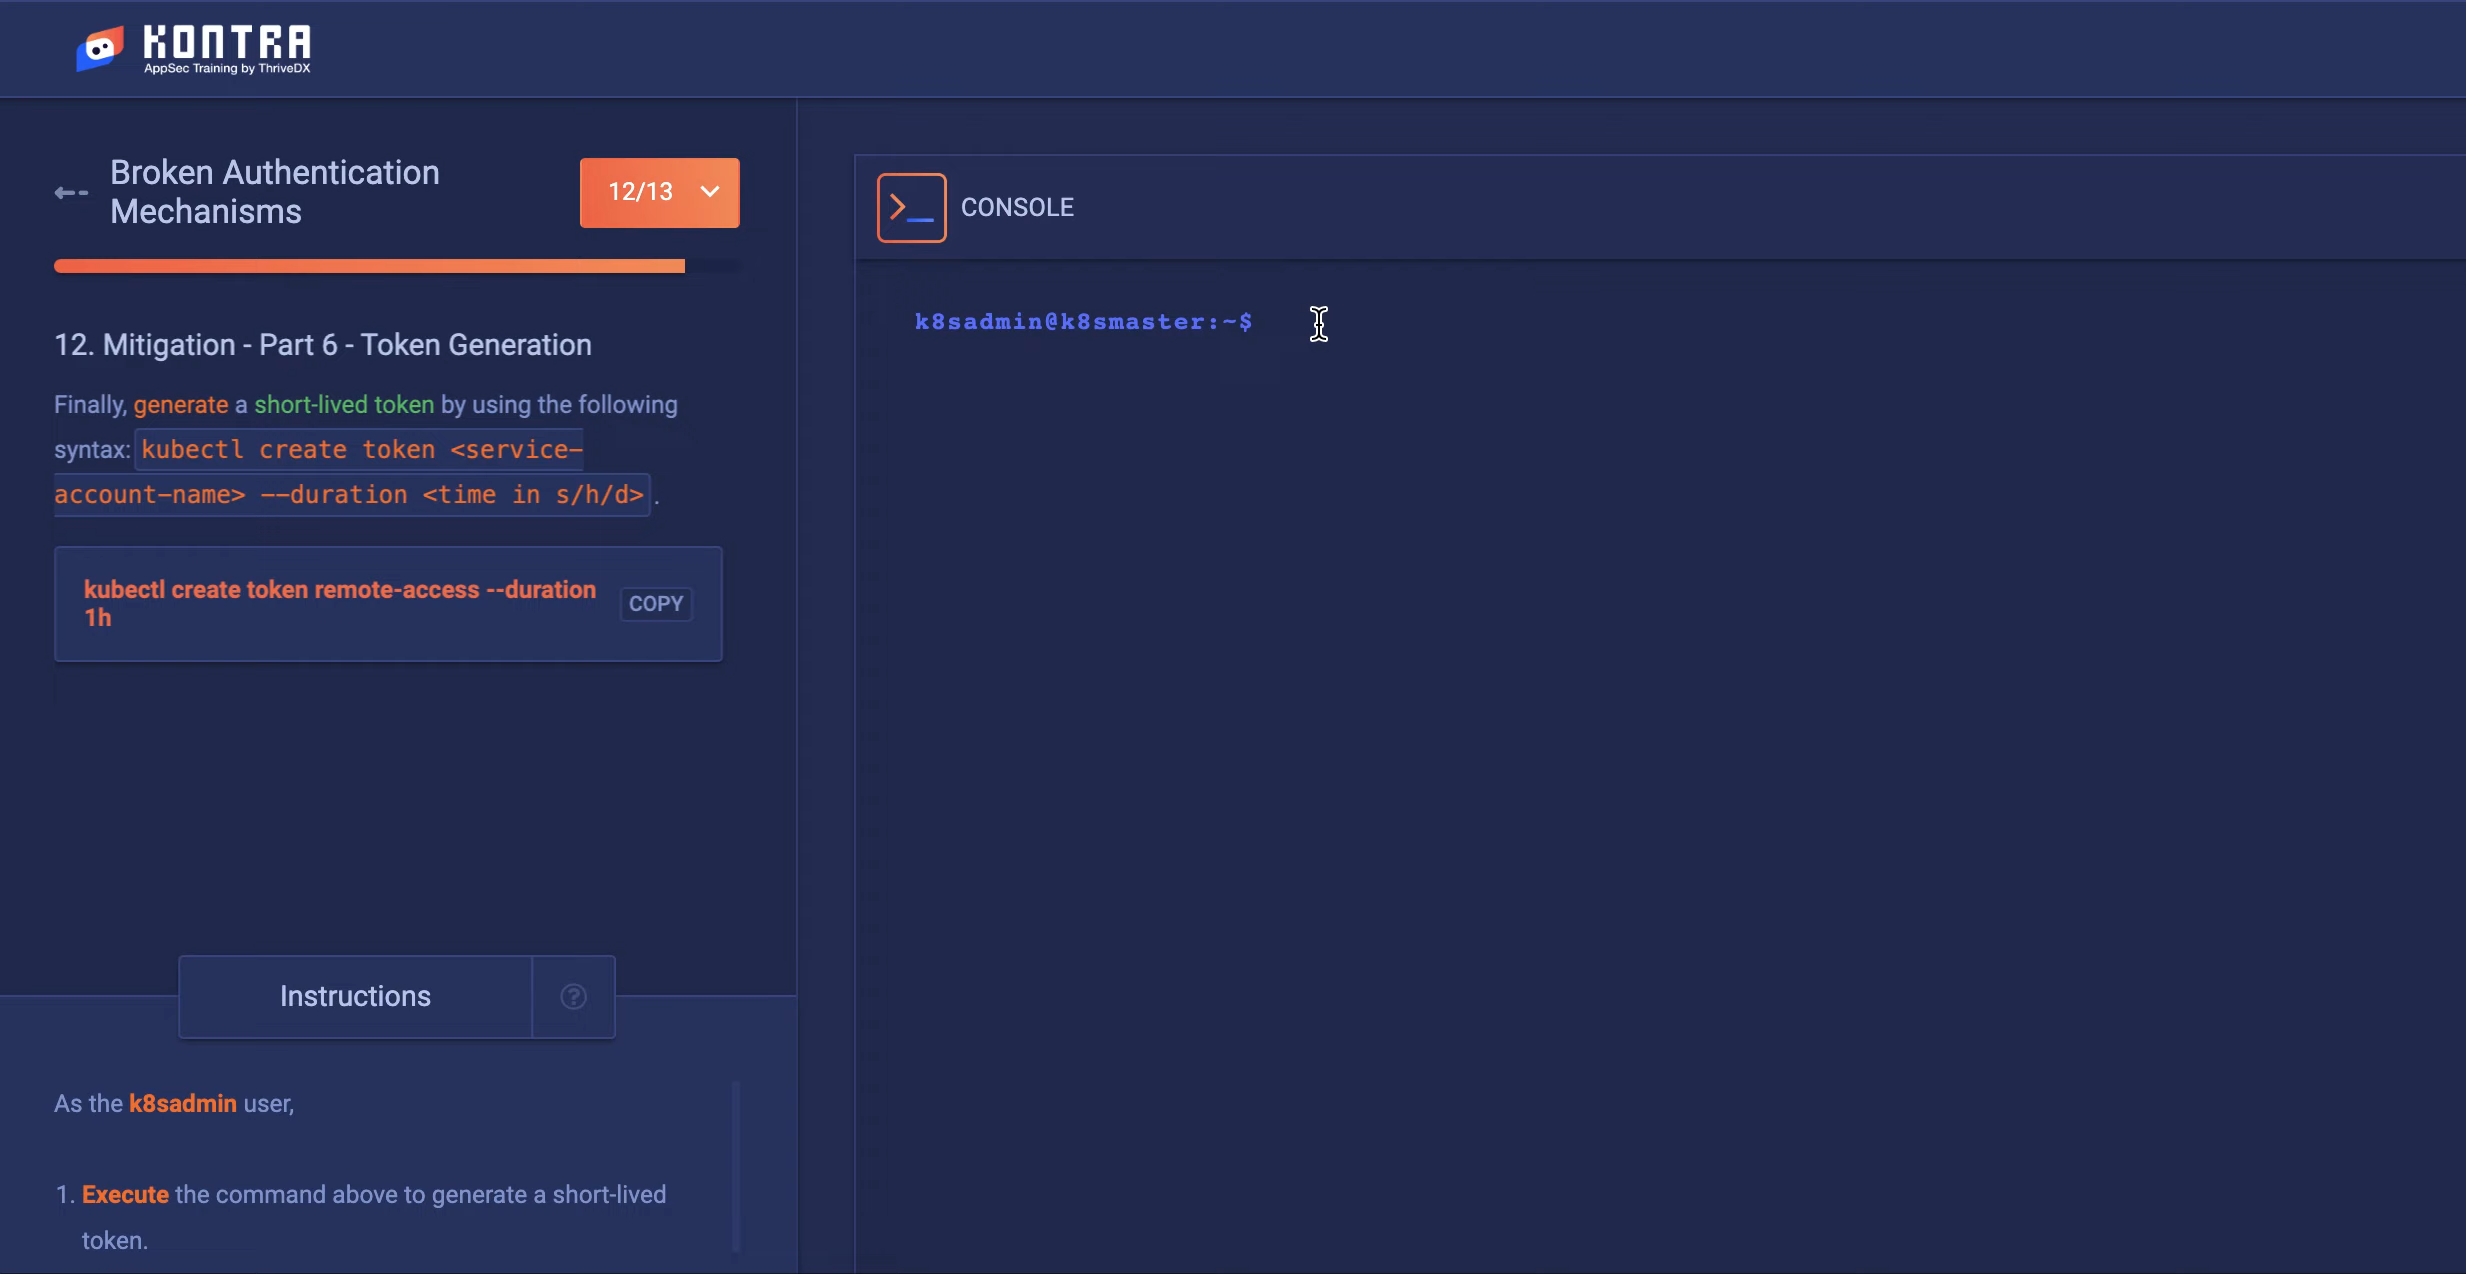 KONTRA
AppSec Training by ThriveDX
Broken Authentication
Mechanisms
12/13
12. Mitigation - Part 6 - Token Generation
Finally, generate a short-lived token by using the following
syntax: kubectl create token <service-
account-name> --duration <time in s/h/d>.
kubectl create token remote-access --duration
1h
COPY
Instructions
?
As the k8sadmin user,
1. Execute the command above to generate a short-lived
token.
>_ CONSOLE
k8sadmin@k8smaster:~$